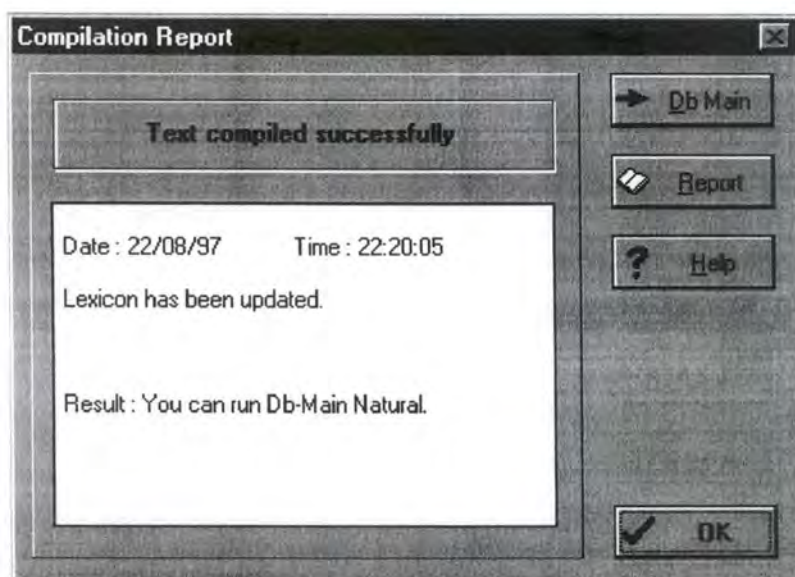 Compilation Report
Text compiled successfully
Date : 22/08/97 Time : 22:20:05
Lexicon has been updated.
Result : You can run Db-Main Natural.
Db Main
Report
Help
OK